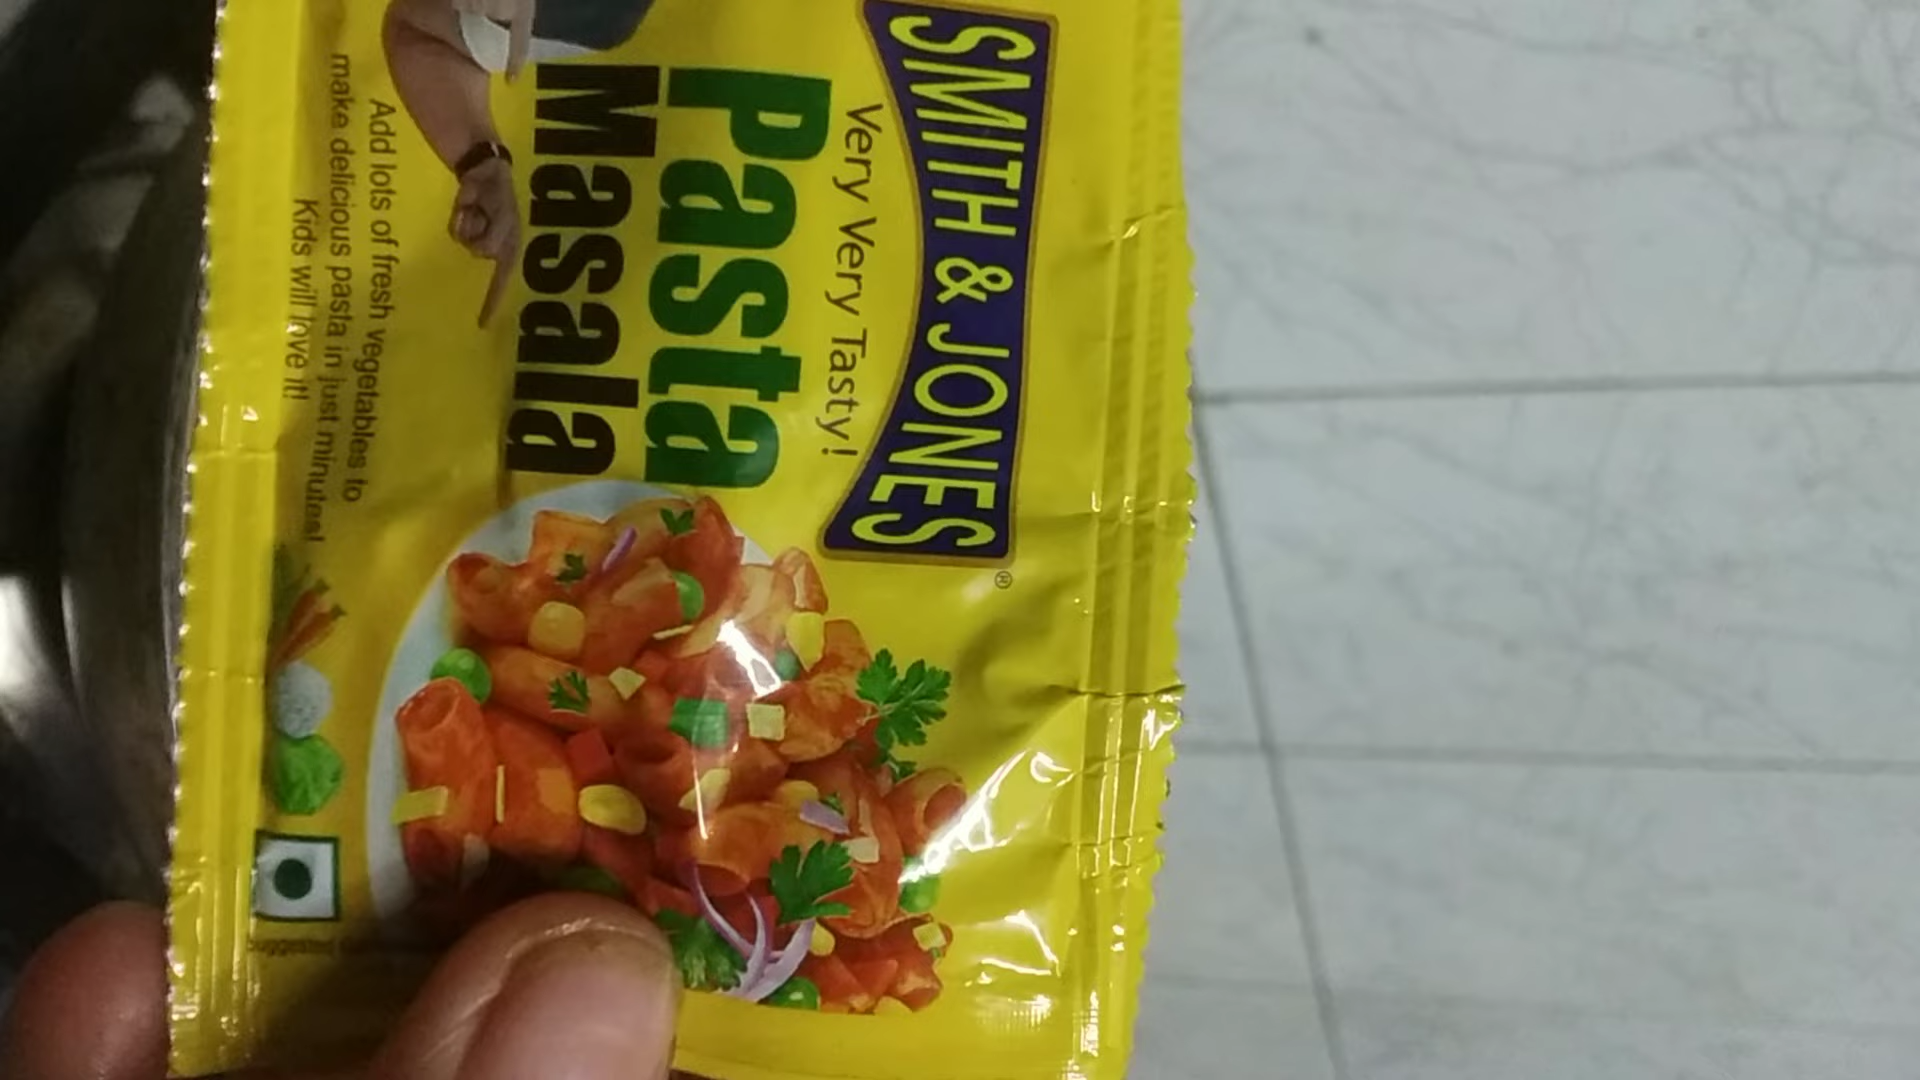 SMITH & JONES
®
Very Very Tasty!
Pasta
Masala
Add lots of fresh vegetables to
make delicious pasta in just minutes!
Kids will love it!
Suggested